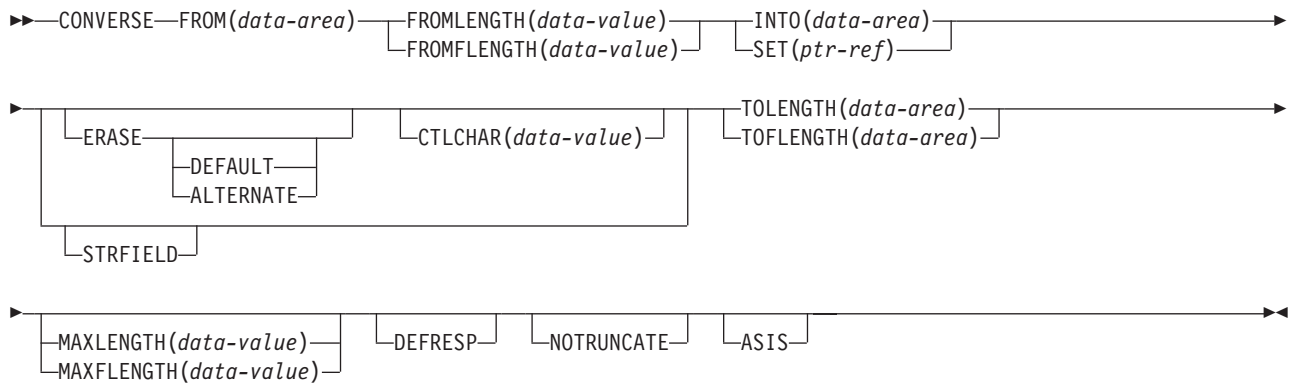 CONVERSE FROM(data-area) FROMLENGTH(data-value) INTO(data-area)
FROMFLENGTH(data-value) SET(ptr-ref)
ERASE CTLCHAR(data-value) TOLENGTH(data-area)
DEFAULT TOFLENGTH(data-area)
ALTERNATE
STRFIELD
MAXLENGTH(data-value) DEFRESP NOTRUNCATE ASIS
MAXFLENGTH(data-value)